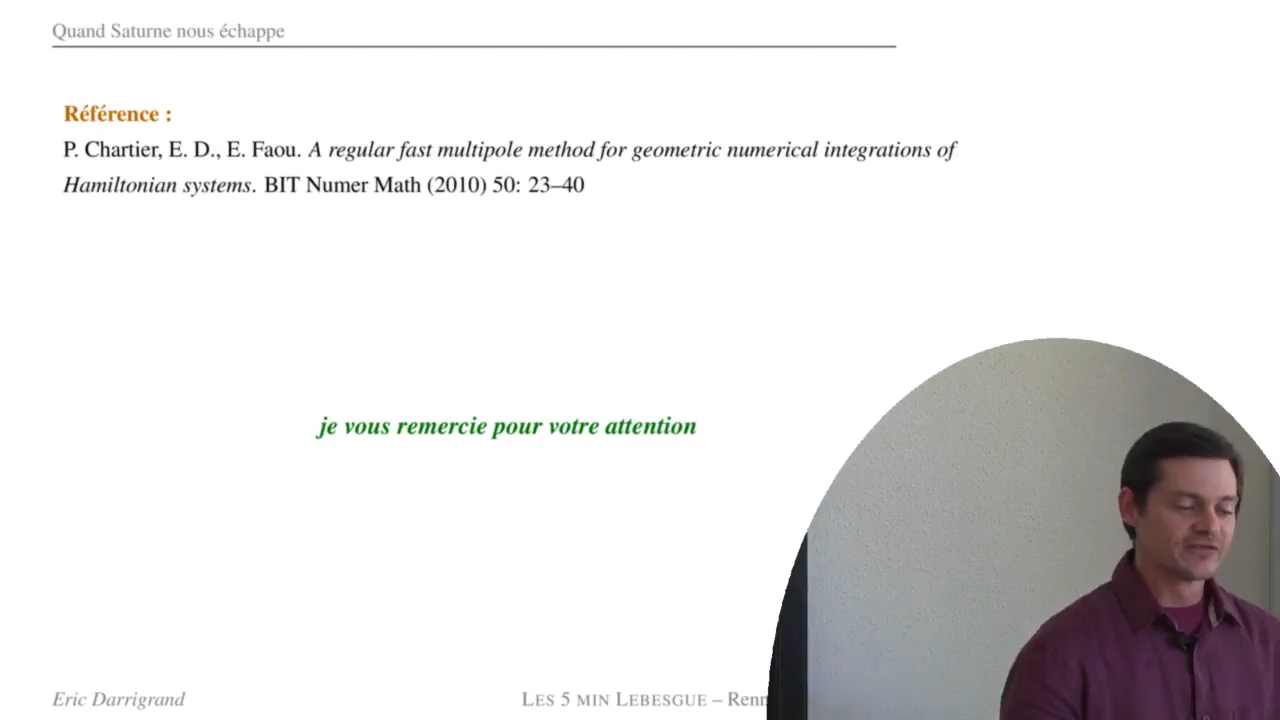 Quand Saturne nous échappe
Référence :
P. Chartier, E. D., E. Faou. A regular fast multipole method for geometric numerical integrations of
Hamiltonian systems. BIT Numer Math (2010) 50: 23–40
je vous remercie pour votre attention
Eric Darrigrand
LES 5 MIN LEBESGUE –